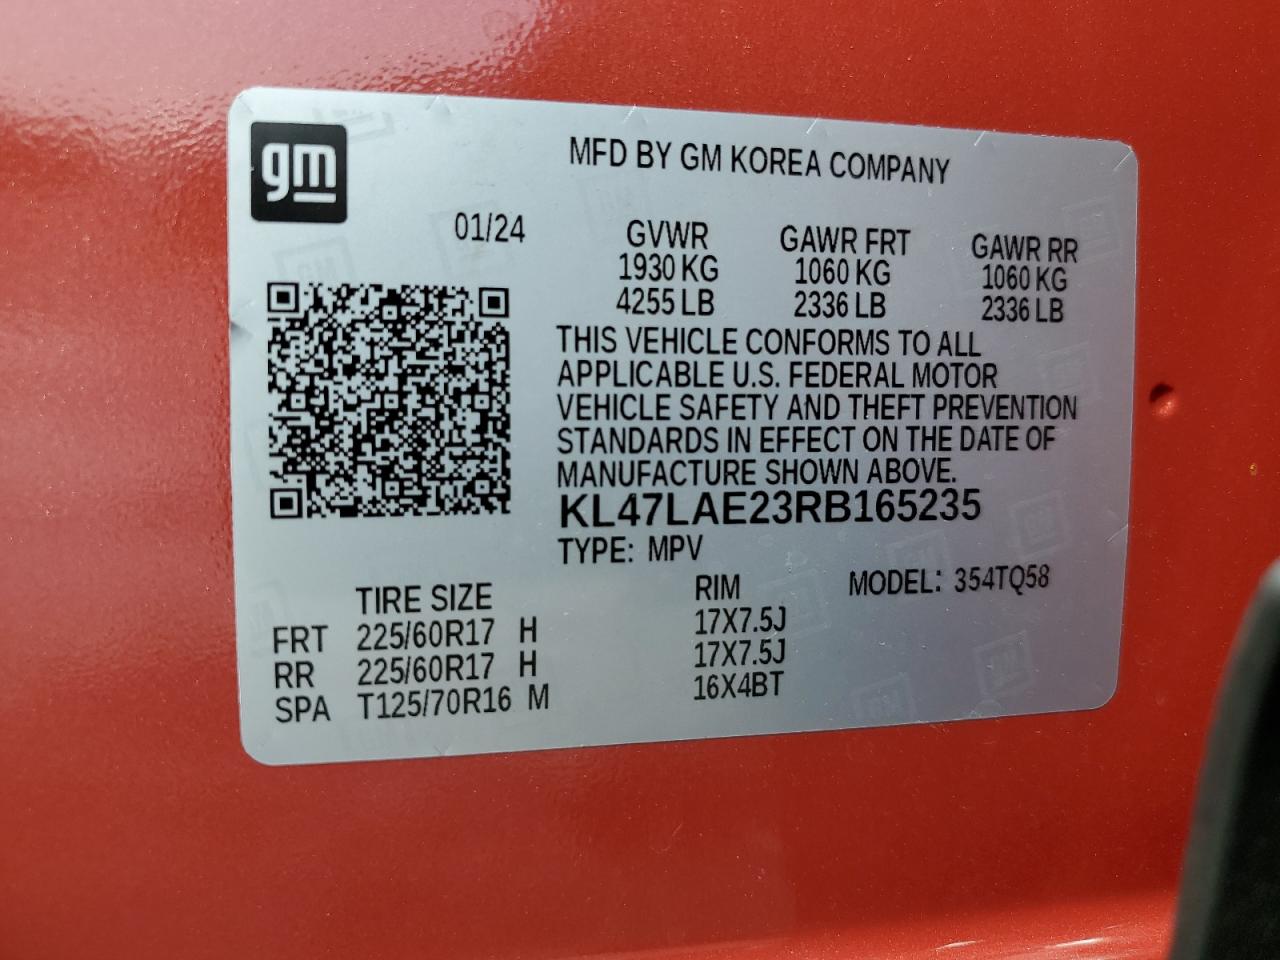 gm
MFD BY GM KOREA COMPANY
01/24
GVWR GAWR FRT GAWR RR
1930 KG 1060 KG 1060 KG
4255 LB 2336 LB 2336 LB
THIS VEHICLE CONFORMS TO ALL
APPLICABLE U.S. FEDERAL MOTOR
VEHICLE SAFETY AND THEFT PREVENTION
STANDARDS IN EFFECT ON THE DATE OF
MANUFACTURE SHOWN ABOVE.
KL47LAE23RB165235
TYPE: MPV
MODEL: 354TQ58
TIRE SIZE RIM
FRT 225/60R17 H 17X7.5J
RR 225/60R17 H 17X7.5J
SPA T125/70R16 M 16X4BT